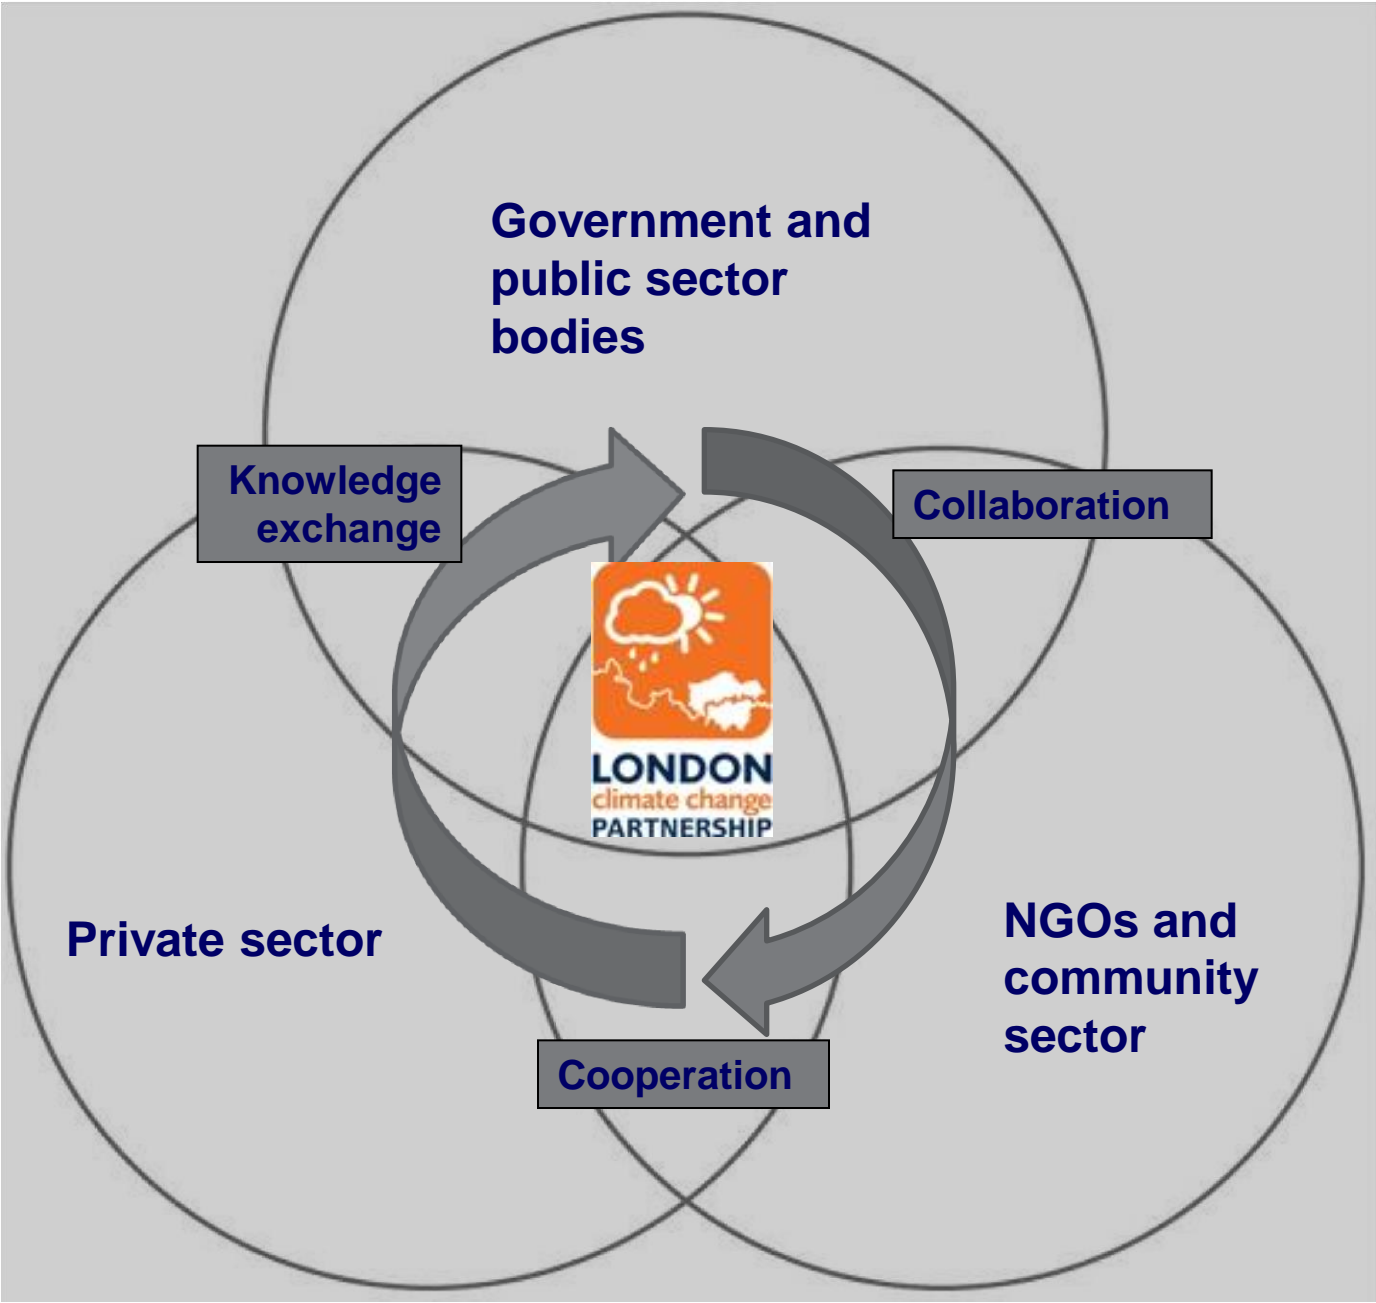 Government and
public sector
bodies
Knowledge
exchange
Collaboration
LONDON
climate change
PARTNERSHIP
Private sector
NGOs and
community
sector
Cooperation